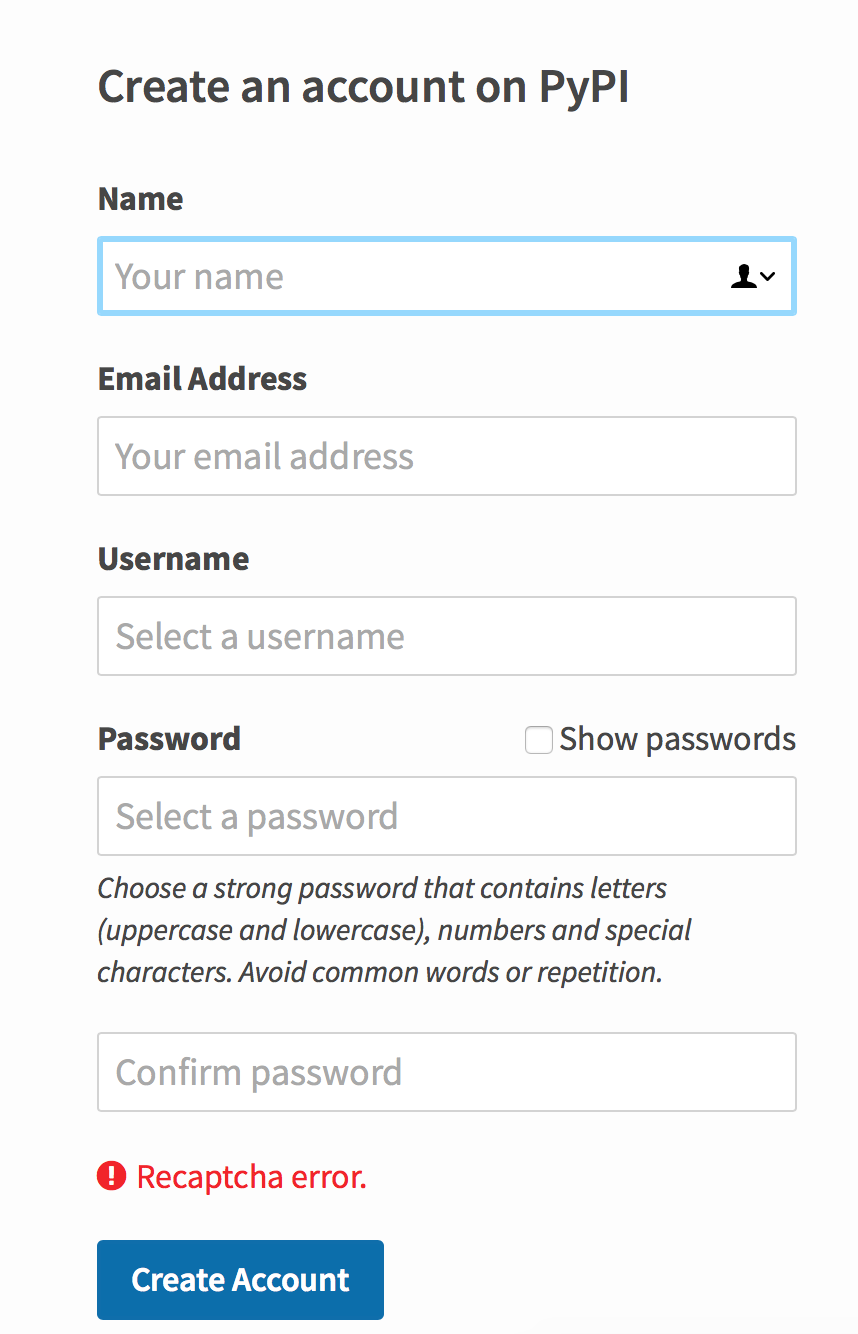 Create an account on PyPI
Name
Your name
Email Address
Your email address
Username
Select a username
Password
Show passwords
Select a password
Choose a strong password that contains letters
(uppercase and lowercase), numbers and special
characters. Avoid common words or repetition.
Confirm password
Recaptcha error.
Create Account